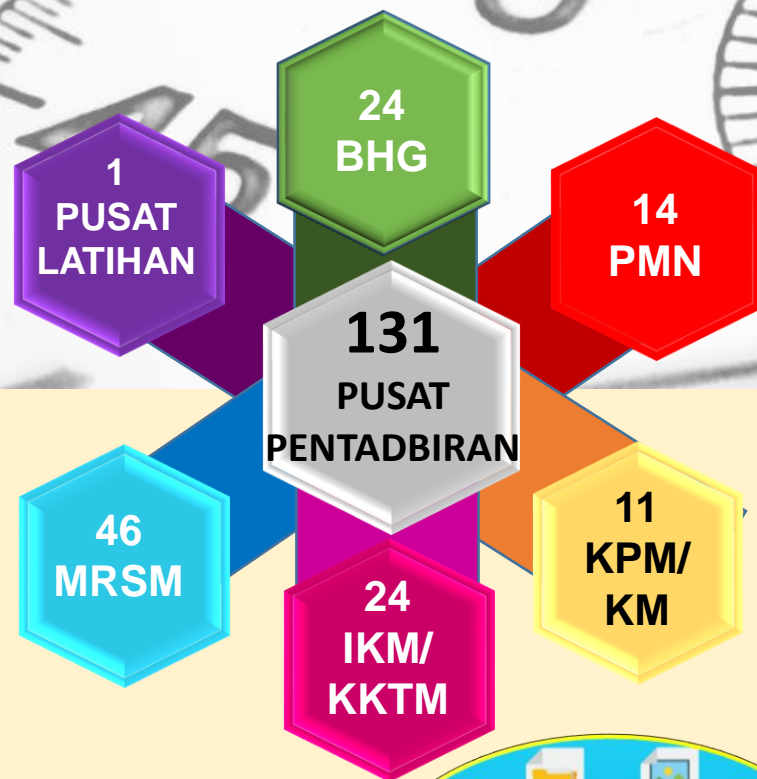 24
BHG
1
PUSAT
LATIHAN
14
PMN
131
PUSAT
PENTADBIRAN
46
MRSM
11
KPM/
KM
24
IKM/
KKTM